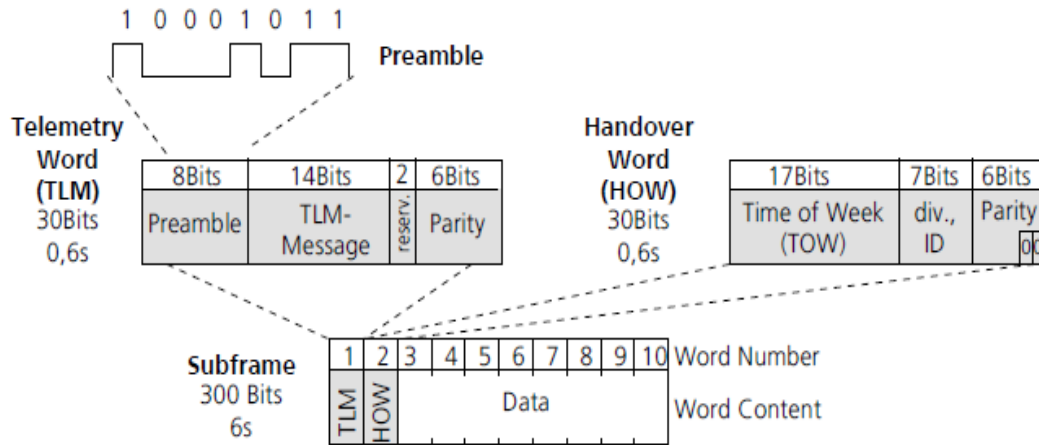 1 0 0 0 1 0 1 1
Preamble
Telemetry
Word
(TLM)
30Bits
0,6s
8Bits 14Bits 2 6Bits
Preamble TLM-Message reserv. Parity
Handover
Word
(HOW)
30Bits
0,6s
17Bits 7Bits 6Bits
Time of Week (TOW) div., ID Parity
00
Subframe
300 Bits
6s
1 2 3 4 5 6 7 8 9 10 Word Number
TLM HOW Data Word Content